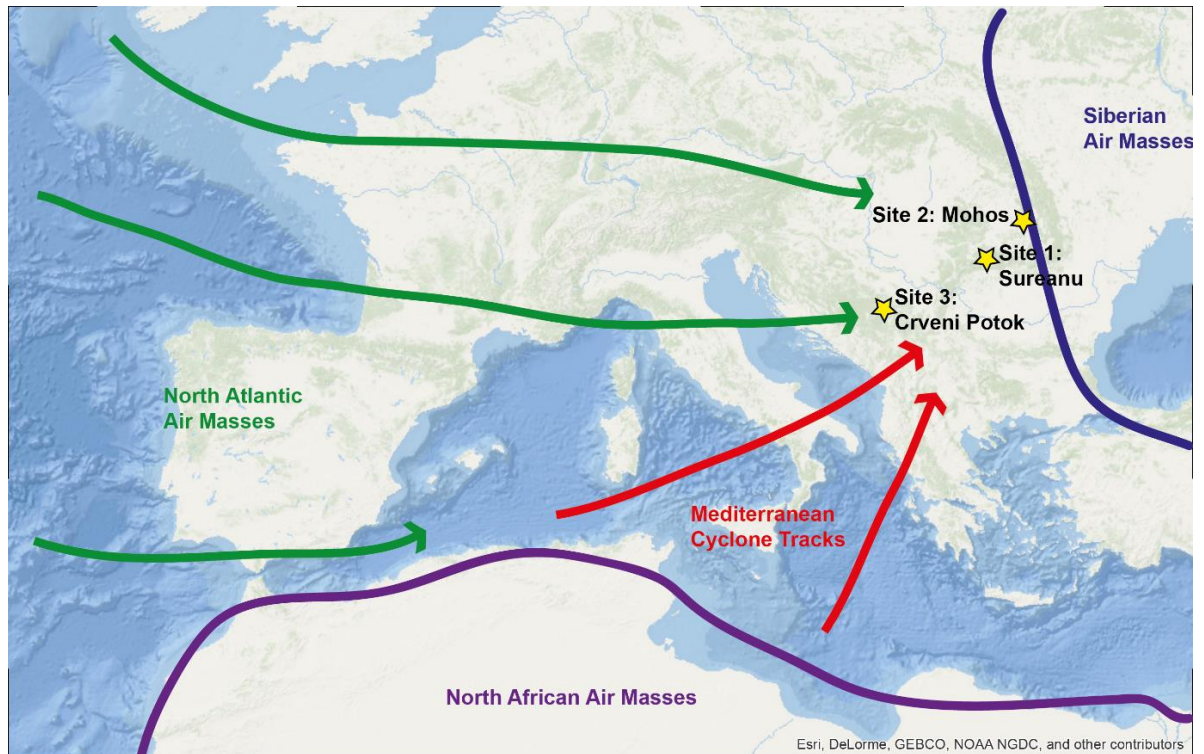 Siberian
Air Masses
Site 2: Mohos
Site 1:
Sureanu
Site 3:
Crveni Potok
North Atlantic
Air Masses
Mediterranean
Cyclone Tracks
North African Air Masses
Esri, DeLorme, GEBCO, NOAA NGDC, and other contributors